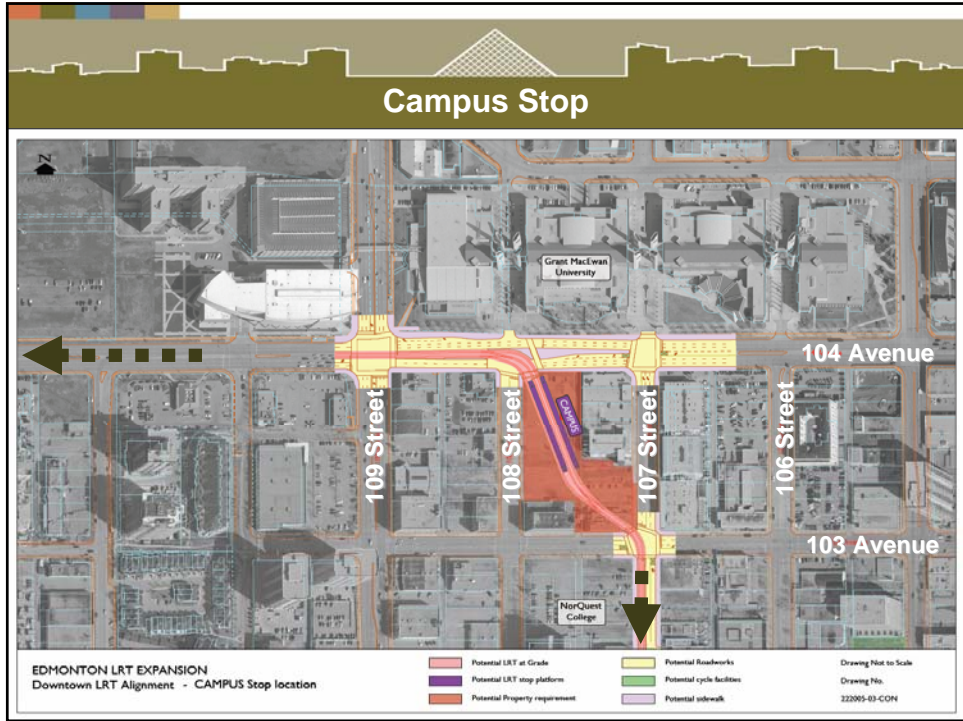 Campus Stop
N
Grant MacEwan
University
104 Avenue
109 Street
108 Street
CAMPUS
107 Street
106 Street
103 Avenue
NorQuest
College
EDMONTON LRT EXPANSION
Downtown LRT Alignment - CAMPUS Stop location
Potential LRT at Grade
Potential LRT stop platform
Potential Property requirement
Potential Roadworks
Potential cycle facilities
Potential sidewalk
Drawing Not to Scale
Drawing No.
222005-03-CON